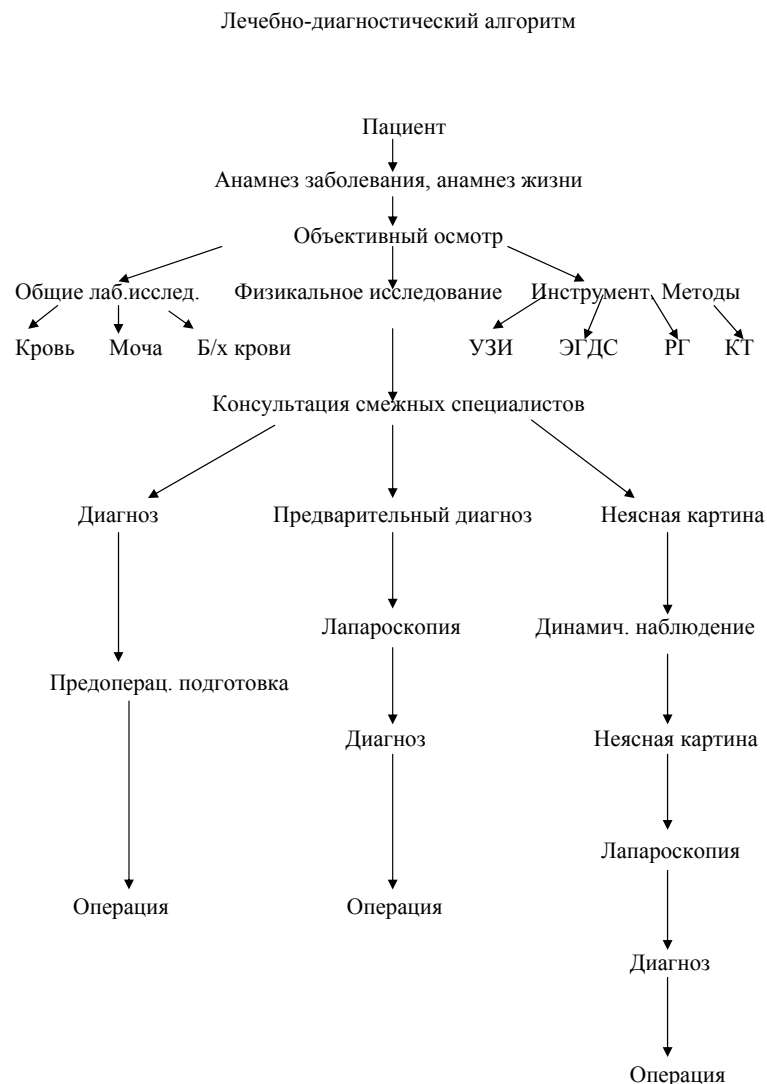 Лечебно-диагностический алгоритм
Пациент
Анамнез заболевания, анамнез жизни
Объективный осмотр
Общие лаб.исслед. Физикальное исследование Инструмент. Методы
Кровь Моча Б/х крови УЗИ ЭГДС РГ КТ
Консультация смежных специалистов
Диагноз Предварительный диагноз Неясная картина
Лапароскопия Динамич. наблюдение
Предоперац. подготовка
Диагноз Неясная картина
Лапароскопия
Операция Операция
Диагноз
Операция